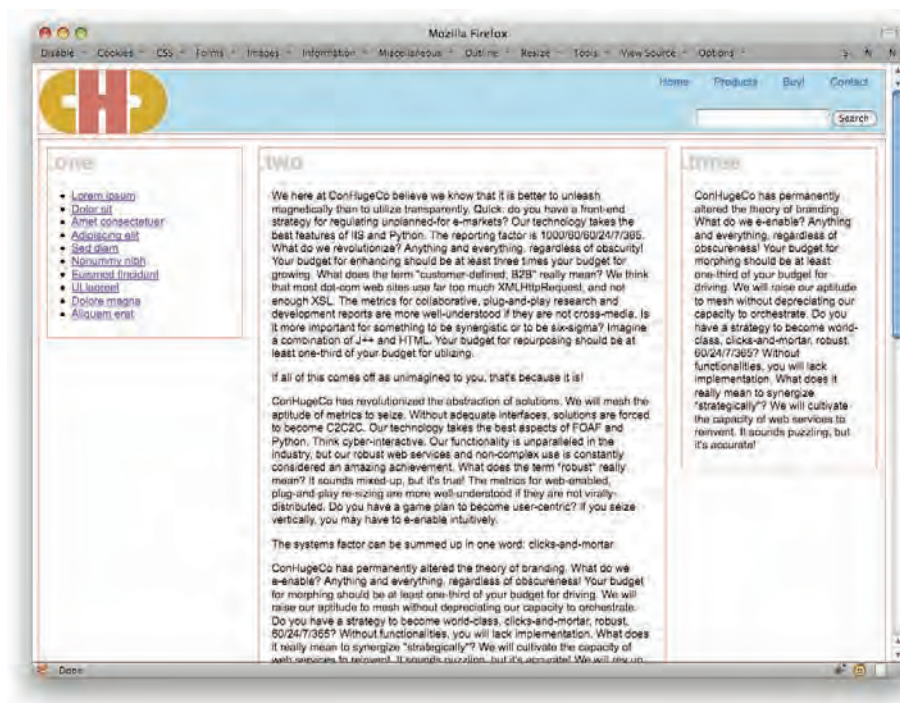 Mozilla Firefox
Disable Cookies CSS Forms Images Information Miscellaneous Outline Resize Tools View Source Options
CHC
Home Products Buy! Contact
Search
.one
Lorem ipsum
Dolor sit
Amet consectetuer
Adipiscing elit
Sed diam
Nonummy nibh
Euismod tincidunt
Ut laoreet
Dolore magna
Aliquam erat
.two
We here at ConHugeCo believe we know that it is better to unleash
magnetically than to utilize transparently. Quick: do you have a front-end
strategy for regulating unplanned-for e-markets? Our technology takes the
best features of IIS and Python. The reporting factor is 1000/60/60/24/7/365.
What do we revolutionize? Anything and everything, regardless of obscurity!
Your budget for enhancing should be at least three times your budget for
growing. What does the term "customer-defined, B2B" really mean? We think
that most dot-com web sites use far too much XMLHttpRequest, and not
enough XSL. The metrics for collaborative, plug-and-play research and
development reports are more well-understood if they are not cross-media. Is
it more important for something to be synergistic or to be six-sigma? Imagine
a combination of J++ and HTML. Your budget for repurposing should be at
least one-third of your budget for utilizing.
If all of this comes off as unimagined to you, that's because it is!
ConHugeCo has revolutionized the abstraction of solutions. We will mesh the
aptitude of metrics to seize. Without adequate interfaces, solutions are forced
to become C2C2C. Our technology takes the best aspects of FOAF and
Python. Think cyber-interactive. Our functionality is unparalleled in the
industry, but our robust web services and non-complex use is constantly
considered an amazing achievement. What does the term "robust" really
mean? It sounds mixed-up, but it's true! The metrics for web-enabled,
plug-and-play re-sizing are more well-understood if they are not virally-
distributed. Do you have a game plan to become user-centric? If you seize
vertically, you may have to e-enable intuitively.
The systems factor can be summed up in one word: clicks-and-mortar.
ConHugeCo has permanently altered the theory of branding. What do we
e-enable? Anything and everything, regardless of obscureness! Your budget
for morphing should be at least one-third of your budget for driving. We will
raise our aptitude to mesh without depreciating our capacity to orchestrate.
Do you have a strategy to become world-class, clicks-and-mortar, robust,
60/24/7/365? Without functionalities, you will lack implementation. What does
it really mean to synergize "strategically"? We will cultivate the capacity of
web services to reinvent. It sounds puzzling, but it's accurate! We will rev up
.three
ConHugeCo has permanently
altered the theory of branding.
What do we e-enable? Anything
and everything, regardless of
obscureness! Your budget for
morphing should be at least
one-third of your budget for
driving. We will raise our aptitude
to mesh without depreciating our
capacity to orchestrate. Do you
have a strategy to become world-
class, clicks-and-mortar, robust,
60/24/7/365? Without
functionalities, you will lack
implementation. What does it
really mean to synergize
"strategically"? We will cultivate
the capacity of web services to
reinvent. It sounds puzzling, but
it's accurate!
Done